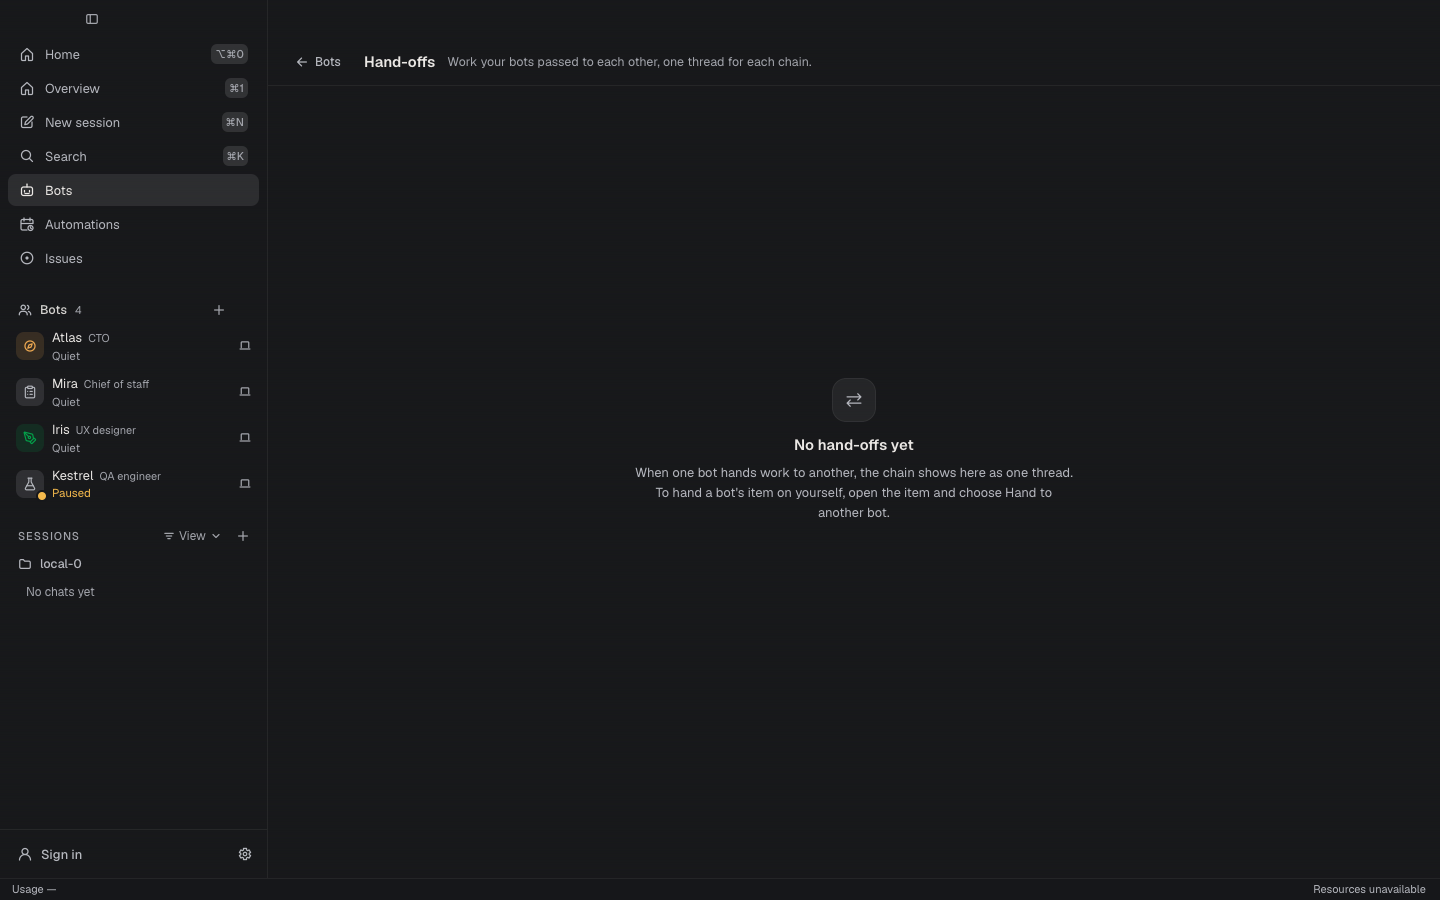 Home ⌥⌘0
Overview ⌘1
New session ⌘N
Search ⌘K
Bots
Automations
Issues
Bots 4
Atlas CTO
Quiet
Mira Chief of staff
Quiet
Iris UX designer
Quiet
Kestrel QA engineer
Paused
SESSIONS View
local-0
No chats yet
Sign in
Bots Hand-offs Work your bots passed to each other, one thread for each chain.
No hand-offs yet
When one bot hands work to another, the chain shows here as one thread.
To hand a bot's item on yourself, open the item and choose Hand to
another bot.
Usage —
Resources unavailable